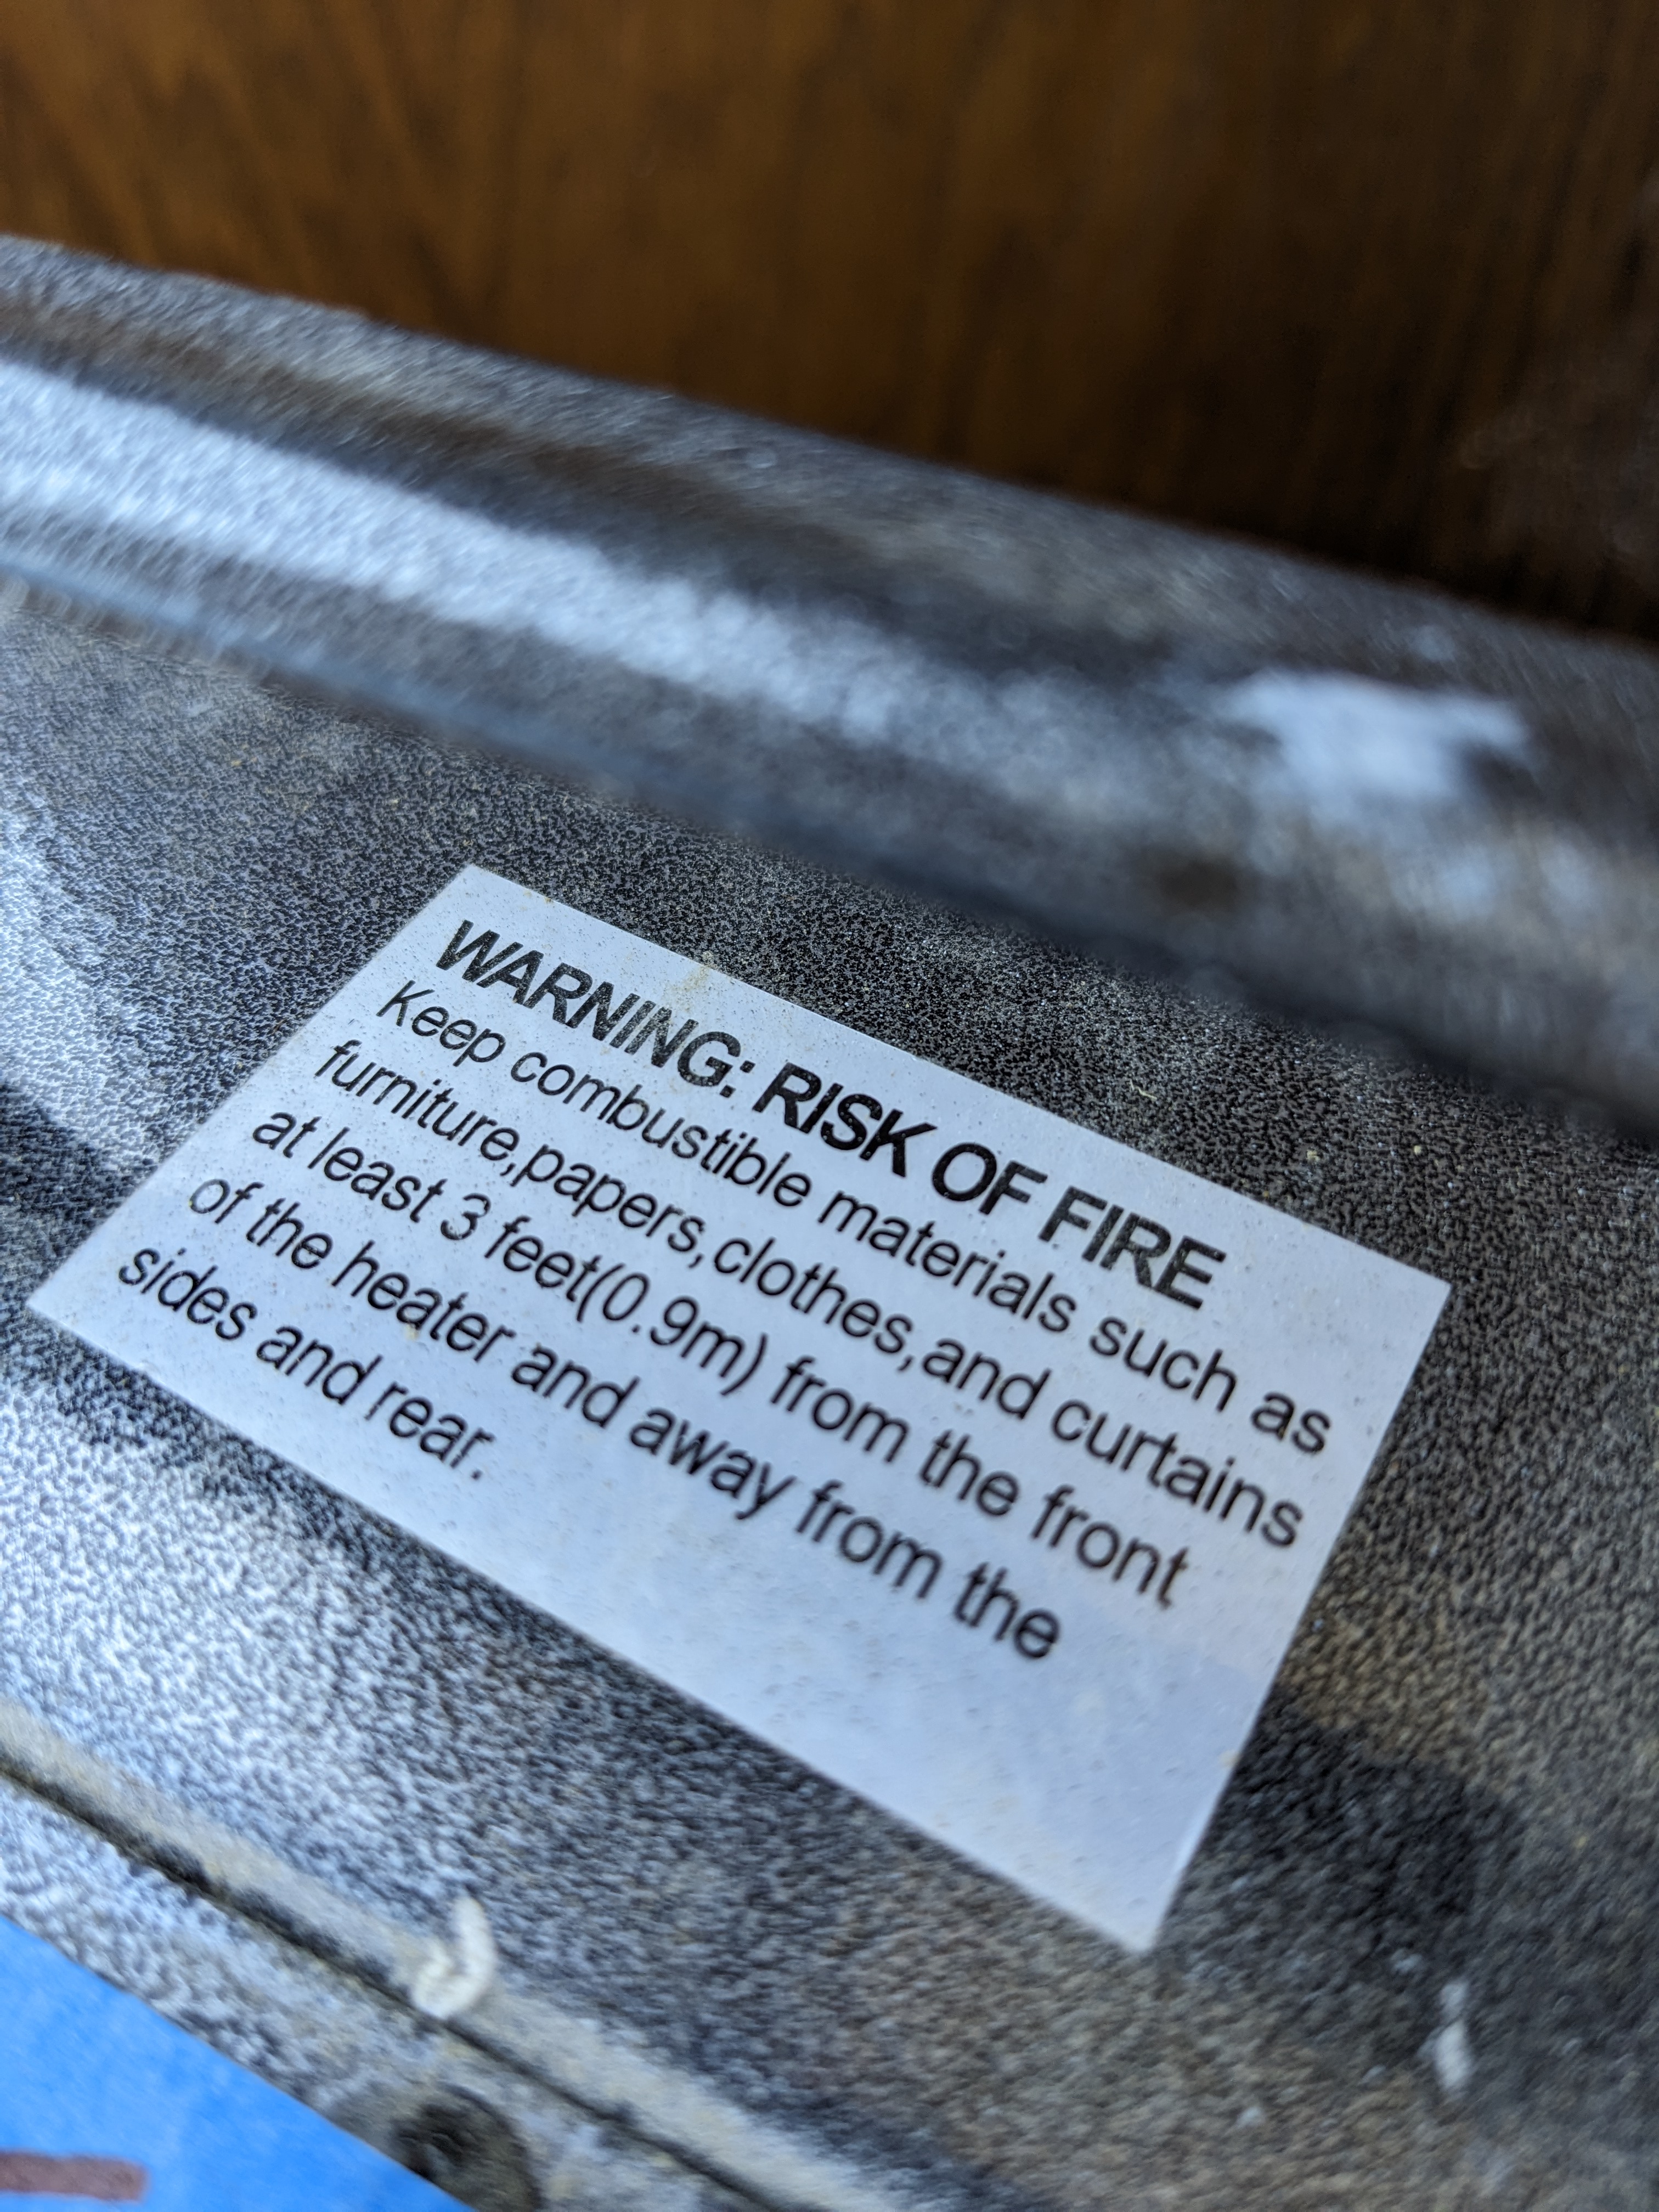 WARNING: RISK OF FIRE
Keep combustible materials such as
furniture,papers,clothes,and curtains
at least 3 feet(0.9m) from the front
of the heater and away from the
sides and rear.